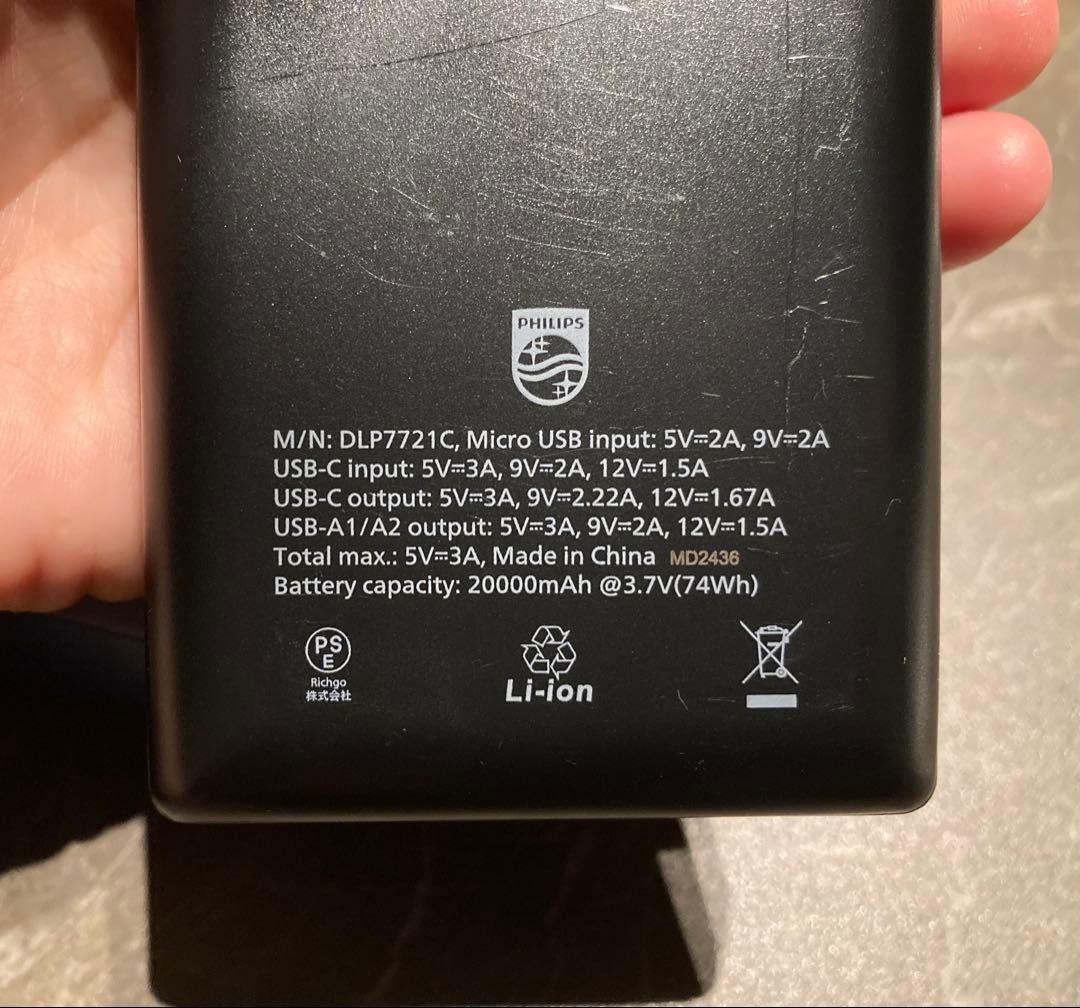 PHILIPS
M/N: DLP7721C, Micro USB input: 5V⎓2A, 9V⎓2A
USB-C input: 5V⎓3A, 9V⎓2A, 12V⎓1.5A
USB-C output: 5V⎓3A, 9V⎓2.22A, 12V⎓1.67A
USB-A1/A2 output: 5V⎓3A, 9V⎓2A, 12V⎓1.5A
Total max.: 5V⎓3A, Made in China MD2436
Battery capacity: 20000mAh @3.7V(74Wh)
PS
E
Richgo
株式会社
Li-ion